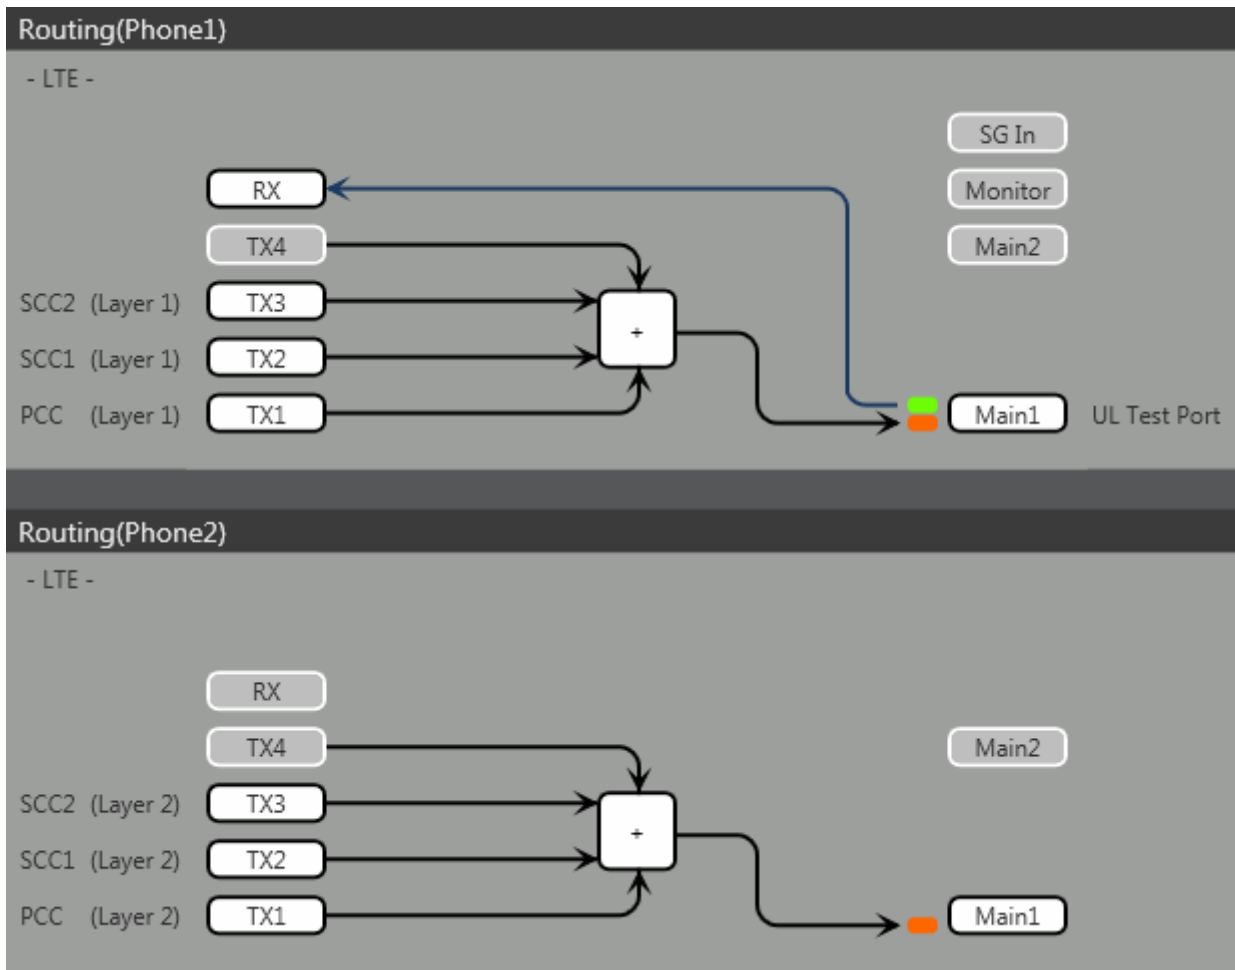 Routing(Phone1)
- LTE -
SG In
RX
Monitor
TX4
Main2
SCC2 (Layer 1) TX3
+
SCC1 (Layer 1) TX2
PCC (Layer 1) TX1
Main1 UL Test Port
Routing(Phone2)
- LTE -
RX
TX4
Main2
SCC2 (Layer 2) TX3
+
SCC1 (Layer 2) TX2
PCC (Layer 2) TX1
Main1